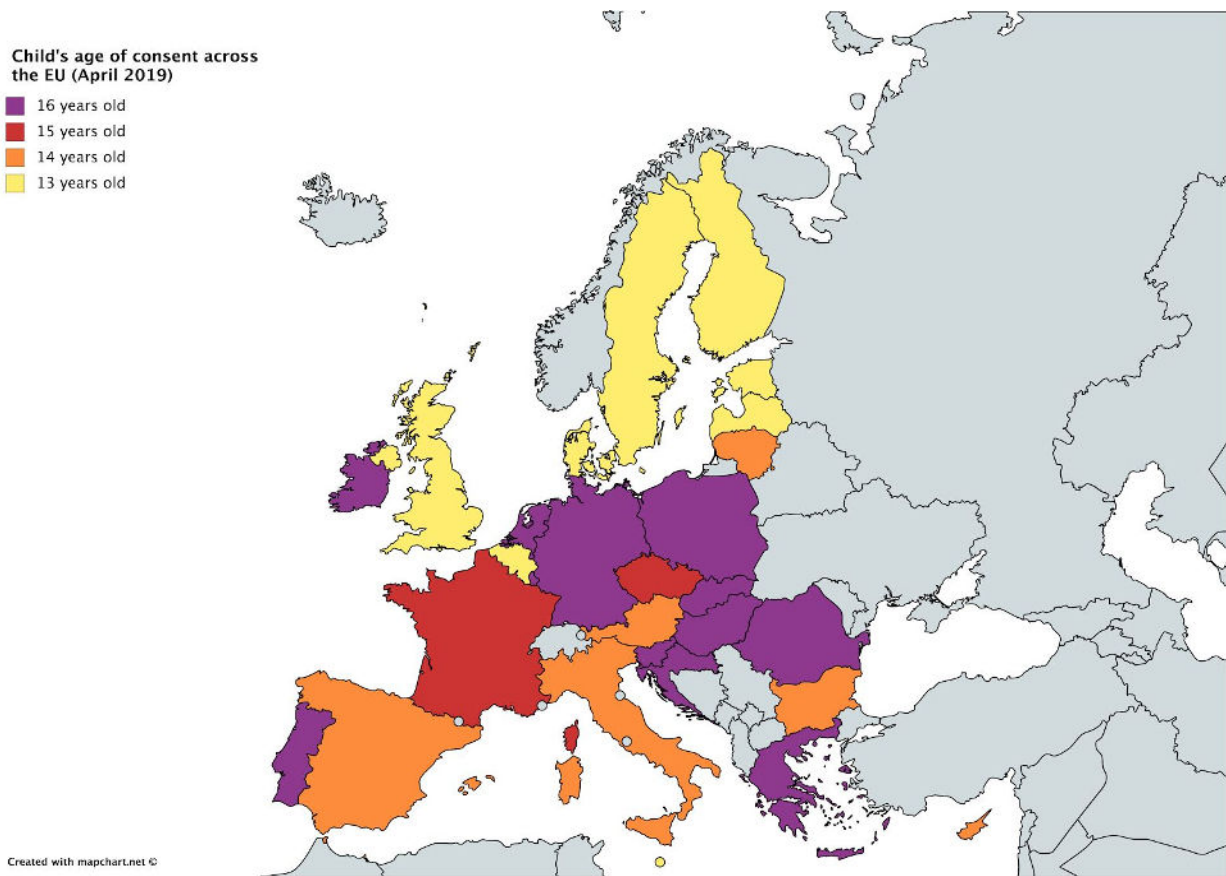 Child's age of consent across
the EU (April 2019)
16 years old
15 years old
14 years old
13 years old
Created with mapchart.net ©